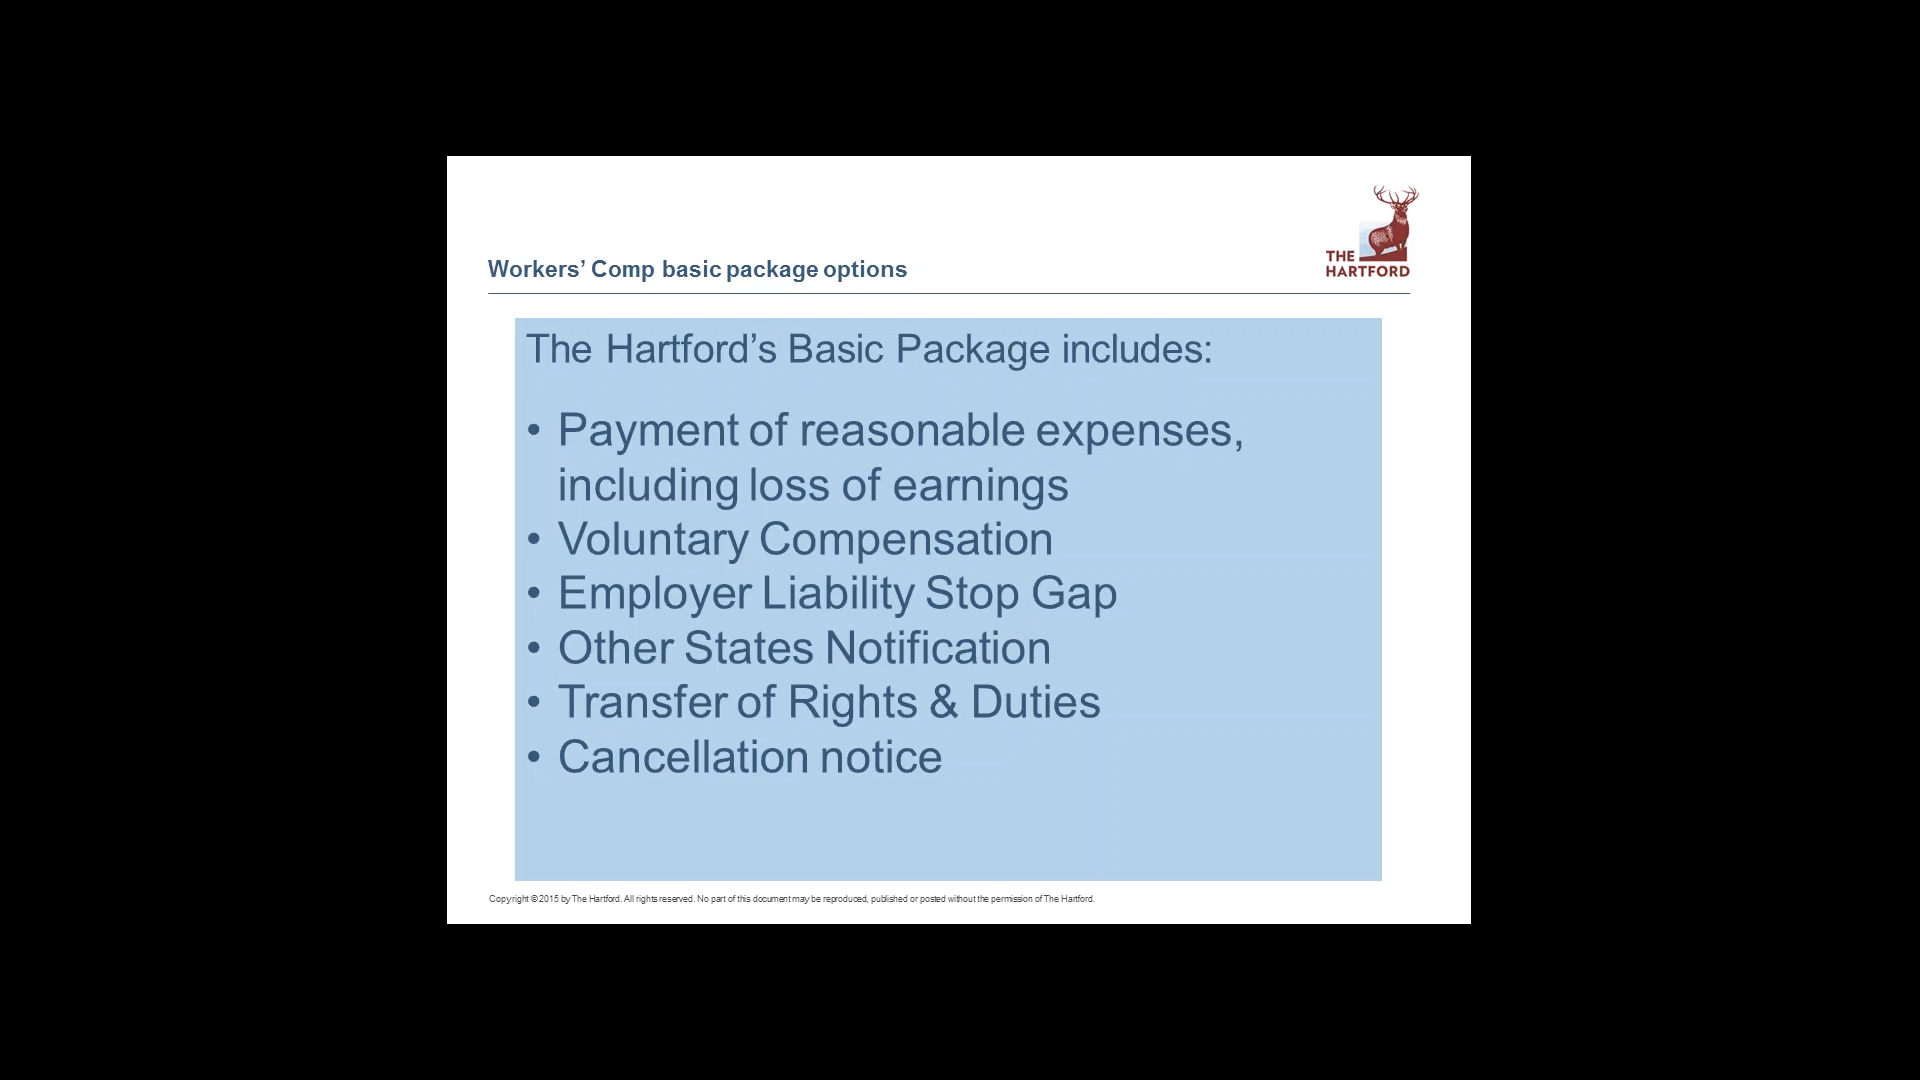 THE
HARTFORD
Workers’ Comp basic package options
The Hartford’s Basic Package includes:
• Payment of reasonable expenses,
including loss of earnings
• Voluntary Compensation
• Employer Liability Stop Gap
• Other States Notification
• Transfer of Rights & Duties
• Cancellation notice
Copyright © 2015 by The Hartford. All rights reserved. No part of this document may be reproduced, published or posted without the permission of The Hartford.